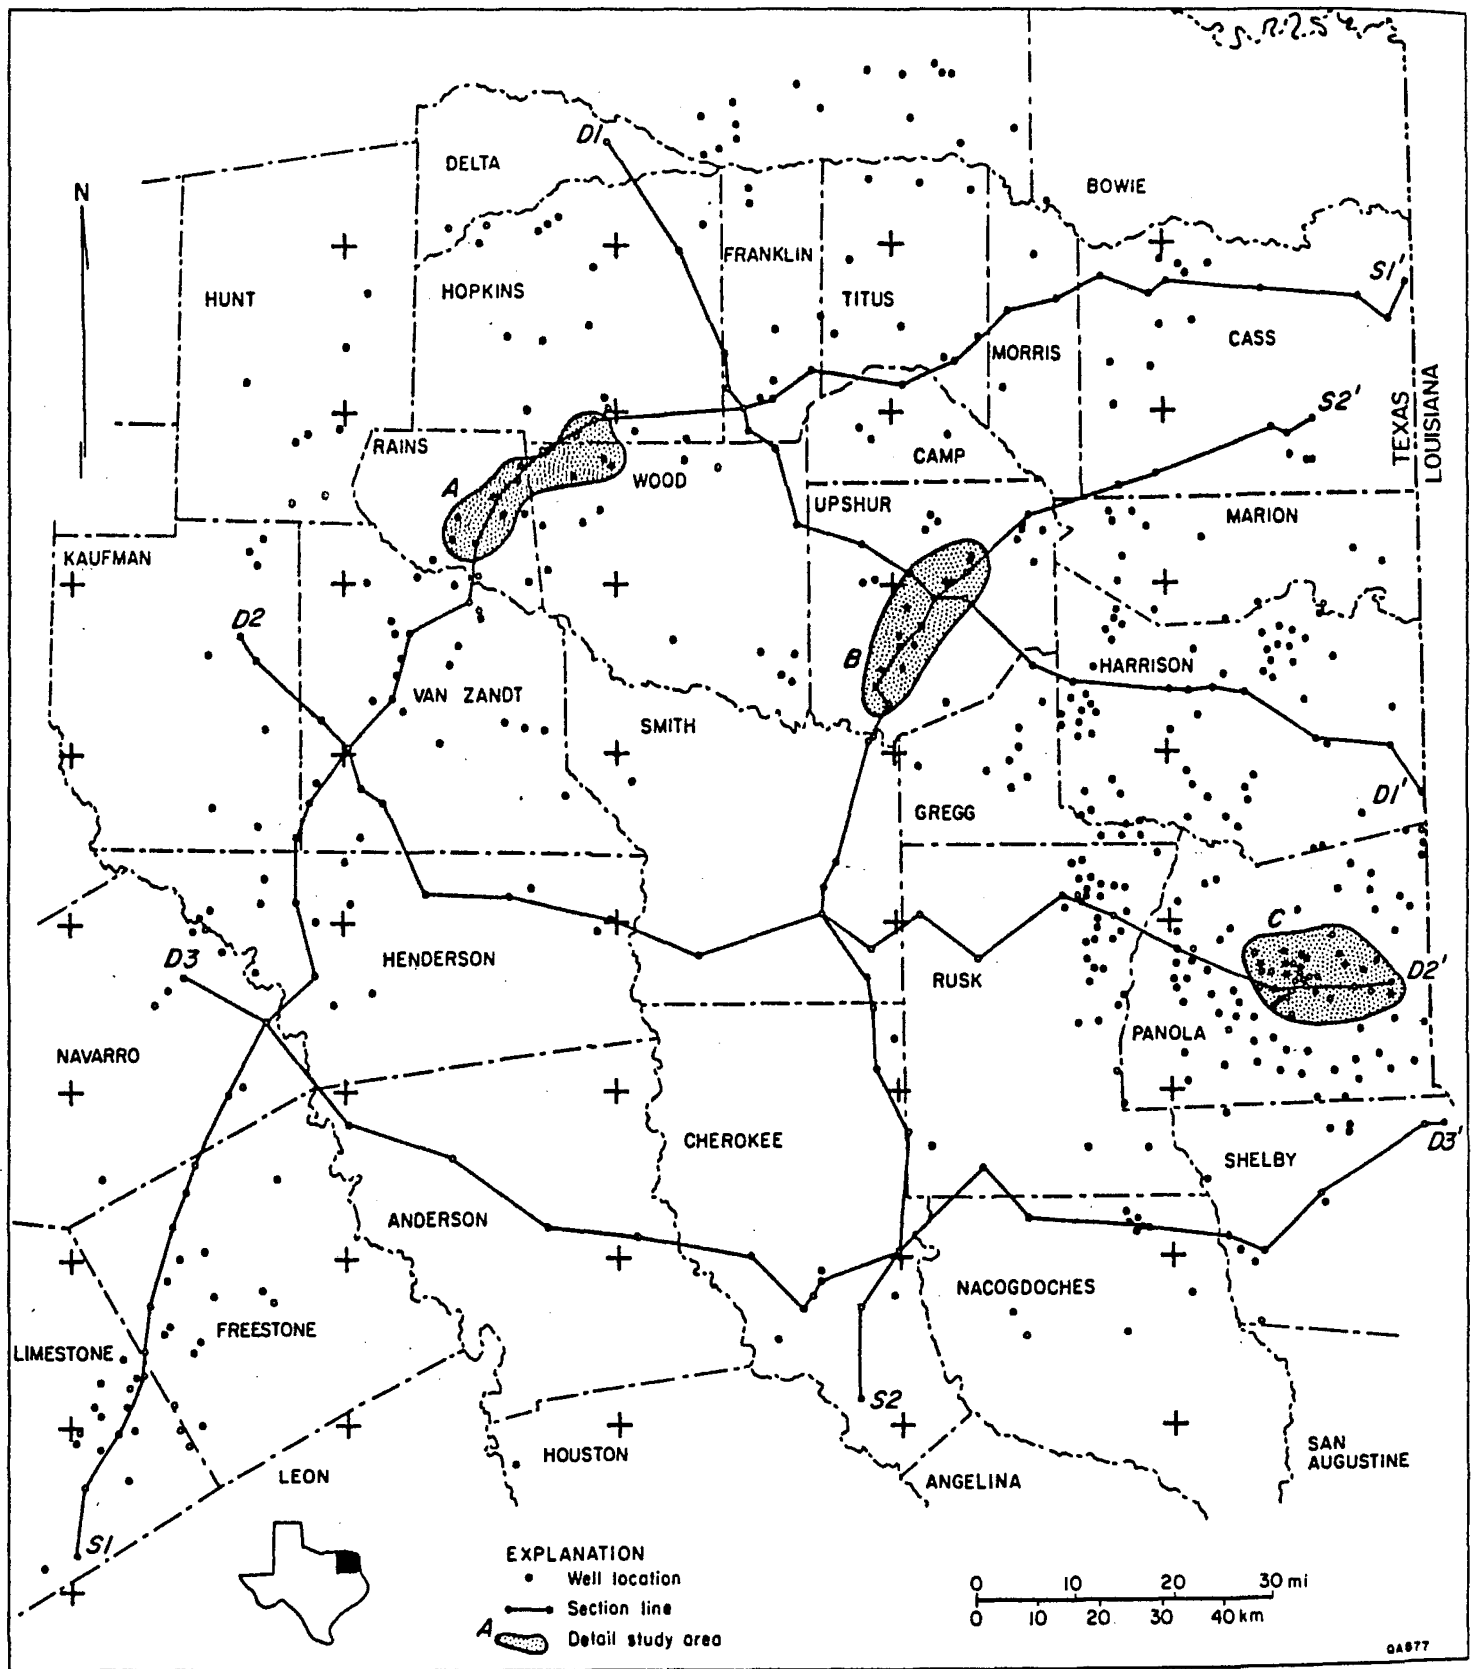 D1
DELTA
N
BOWIE
FRANKLIN
S1'
HUNT
HOPKINS
TITUS
CASS
MORRIS
S2'
TEXAS
LOUISIANA
RAINS
CAMP
A
WOOD
UPSHUR
MARION
KAUFMAN
D2
B
HARRISON
VAN ZANDT
SMITH
D1'
GREGG
C
D3
HENDERSON
RUSK
D2'
PANOLA
NAVARRO
CHEROKEE
D3'
SHELBY
ANDERSON
NACOGDOCHES
FREESTONE
LIMESTONE
S2
HOUSTON
SAN
AUGUSTINE
LEON
ANGELINA
S1
EXPLANATION
Well location
Section line
A Detail study area
0 10 20 30 mi
0 10 20 30 40 km
QA677